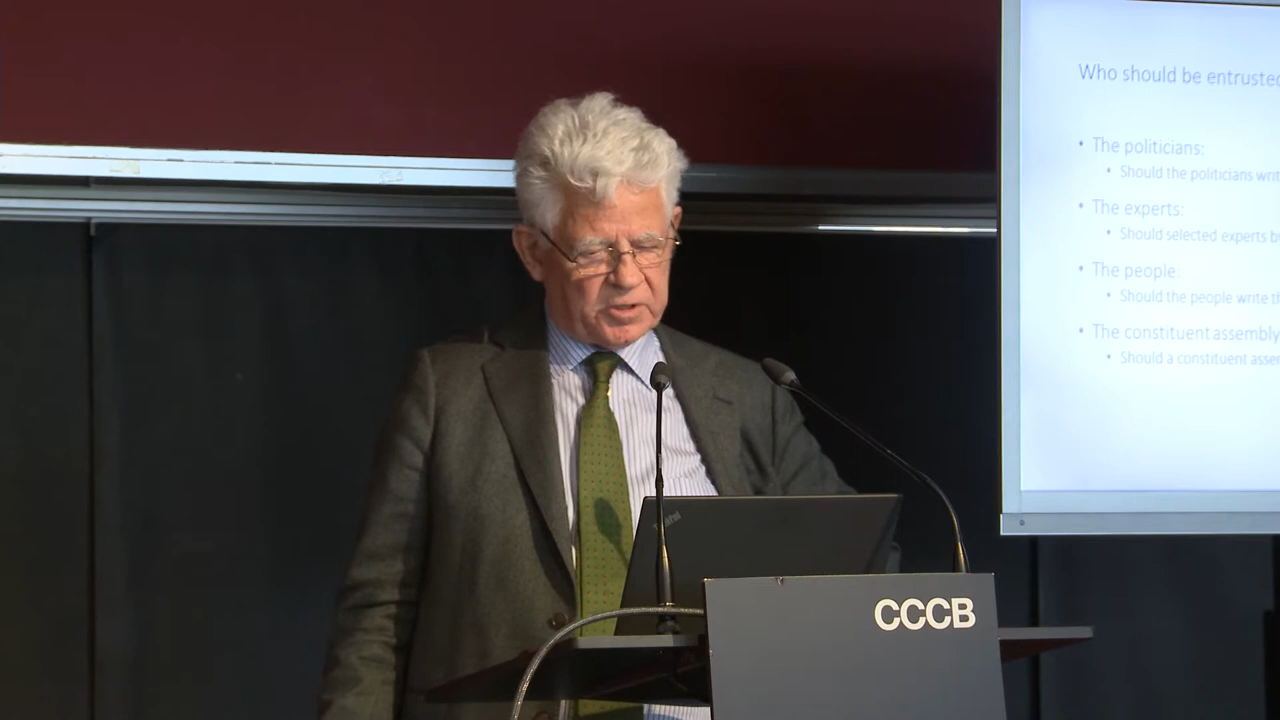 Who should be entrusted
• The politicians:
• Should the politicians writ
• The experts:
• Should selected experts b
• The people:
• Should the people write th
• The constituent assembly
• Should a constituent asse
CCCB